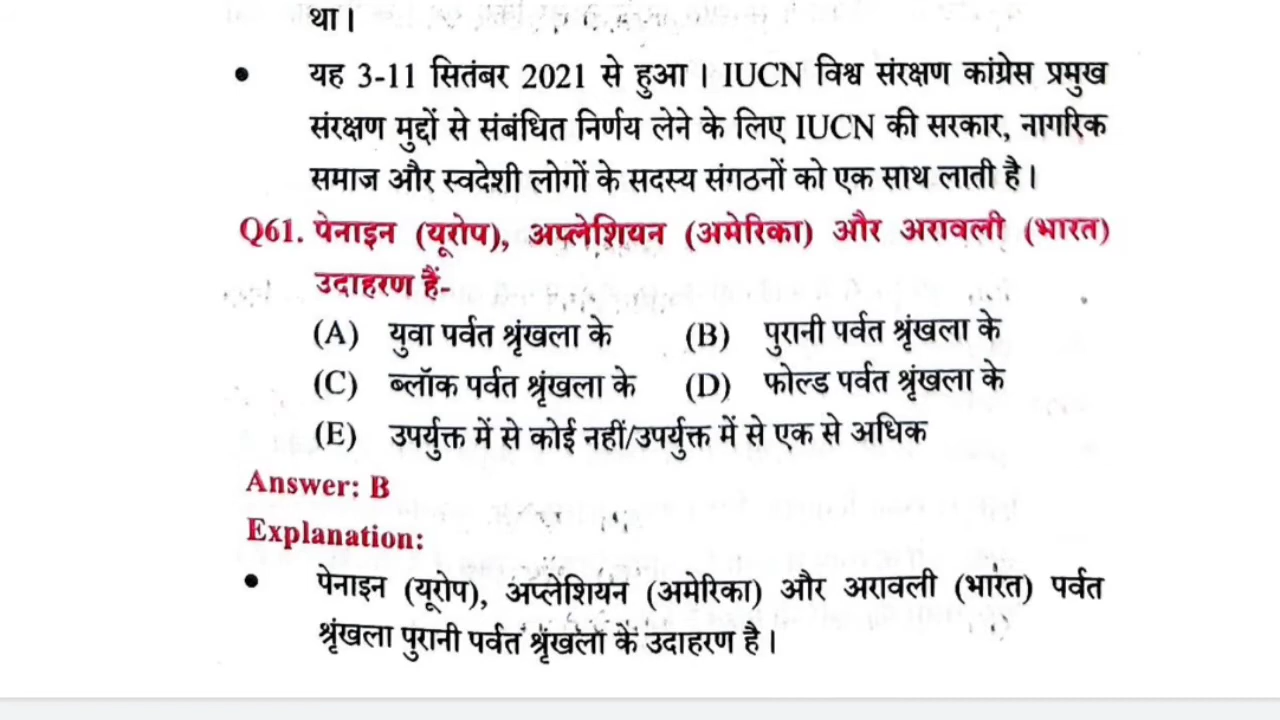 था।
• यह 3-11 सितंबर 2021 से हुआ। IUCN विश्व संरक्षण कांग्रेस प्रमुख
संरक्षण मुद्दों से संबंधित निर्णय लेने के लिए IUCN की सरकार, नागरिक
समाज और स्वदेशी लोगों के सदस्य संगठनों को एक साथ लाती है।
Q61. पेनाइन (यूरोप), अप्लेशियन (अमेरिका) और अरावली (भारत)
उदाहरण हैं-
(A) युवा पर्वत श्रृंखला के (B) पुरानी पर्वत श्रृंखला के
(C) ब्लॉक पर्वत श्रृंखला के (D) फोल्ड पर्वत श्रृंखला के
(E) उपर्युक्त में से कोई नहीं/उपर्युक्त में से एक से अधिक
Answer: B
Explanation:
• पेनाइन (यूरोप), अप्लेशियन (अमेरिका) और अरावली (भारत) पर्वत
श्रृंखला पुरानी पर्वत श्रृंखला के उदाहरण है।